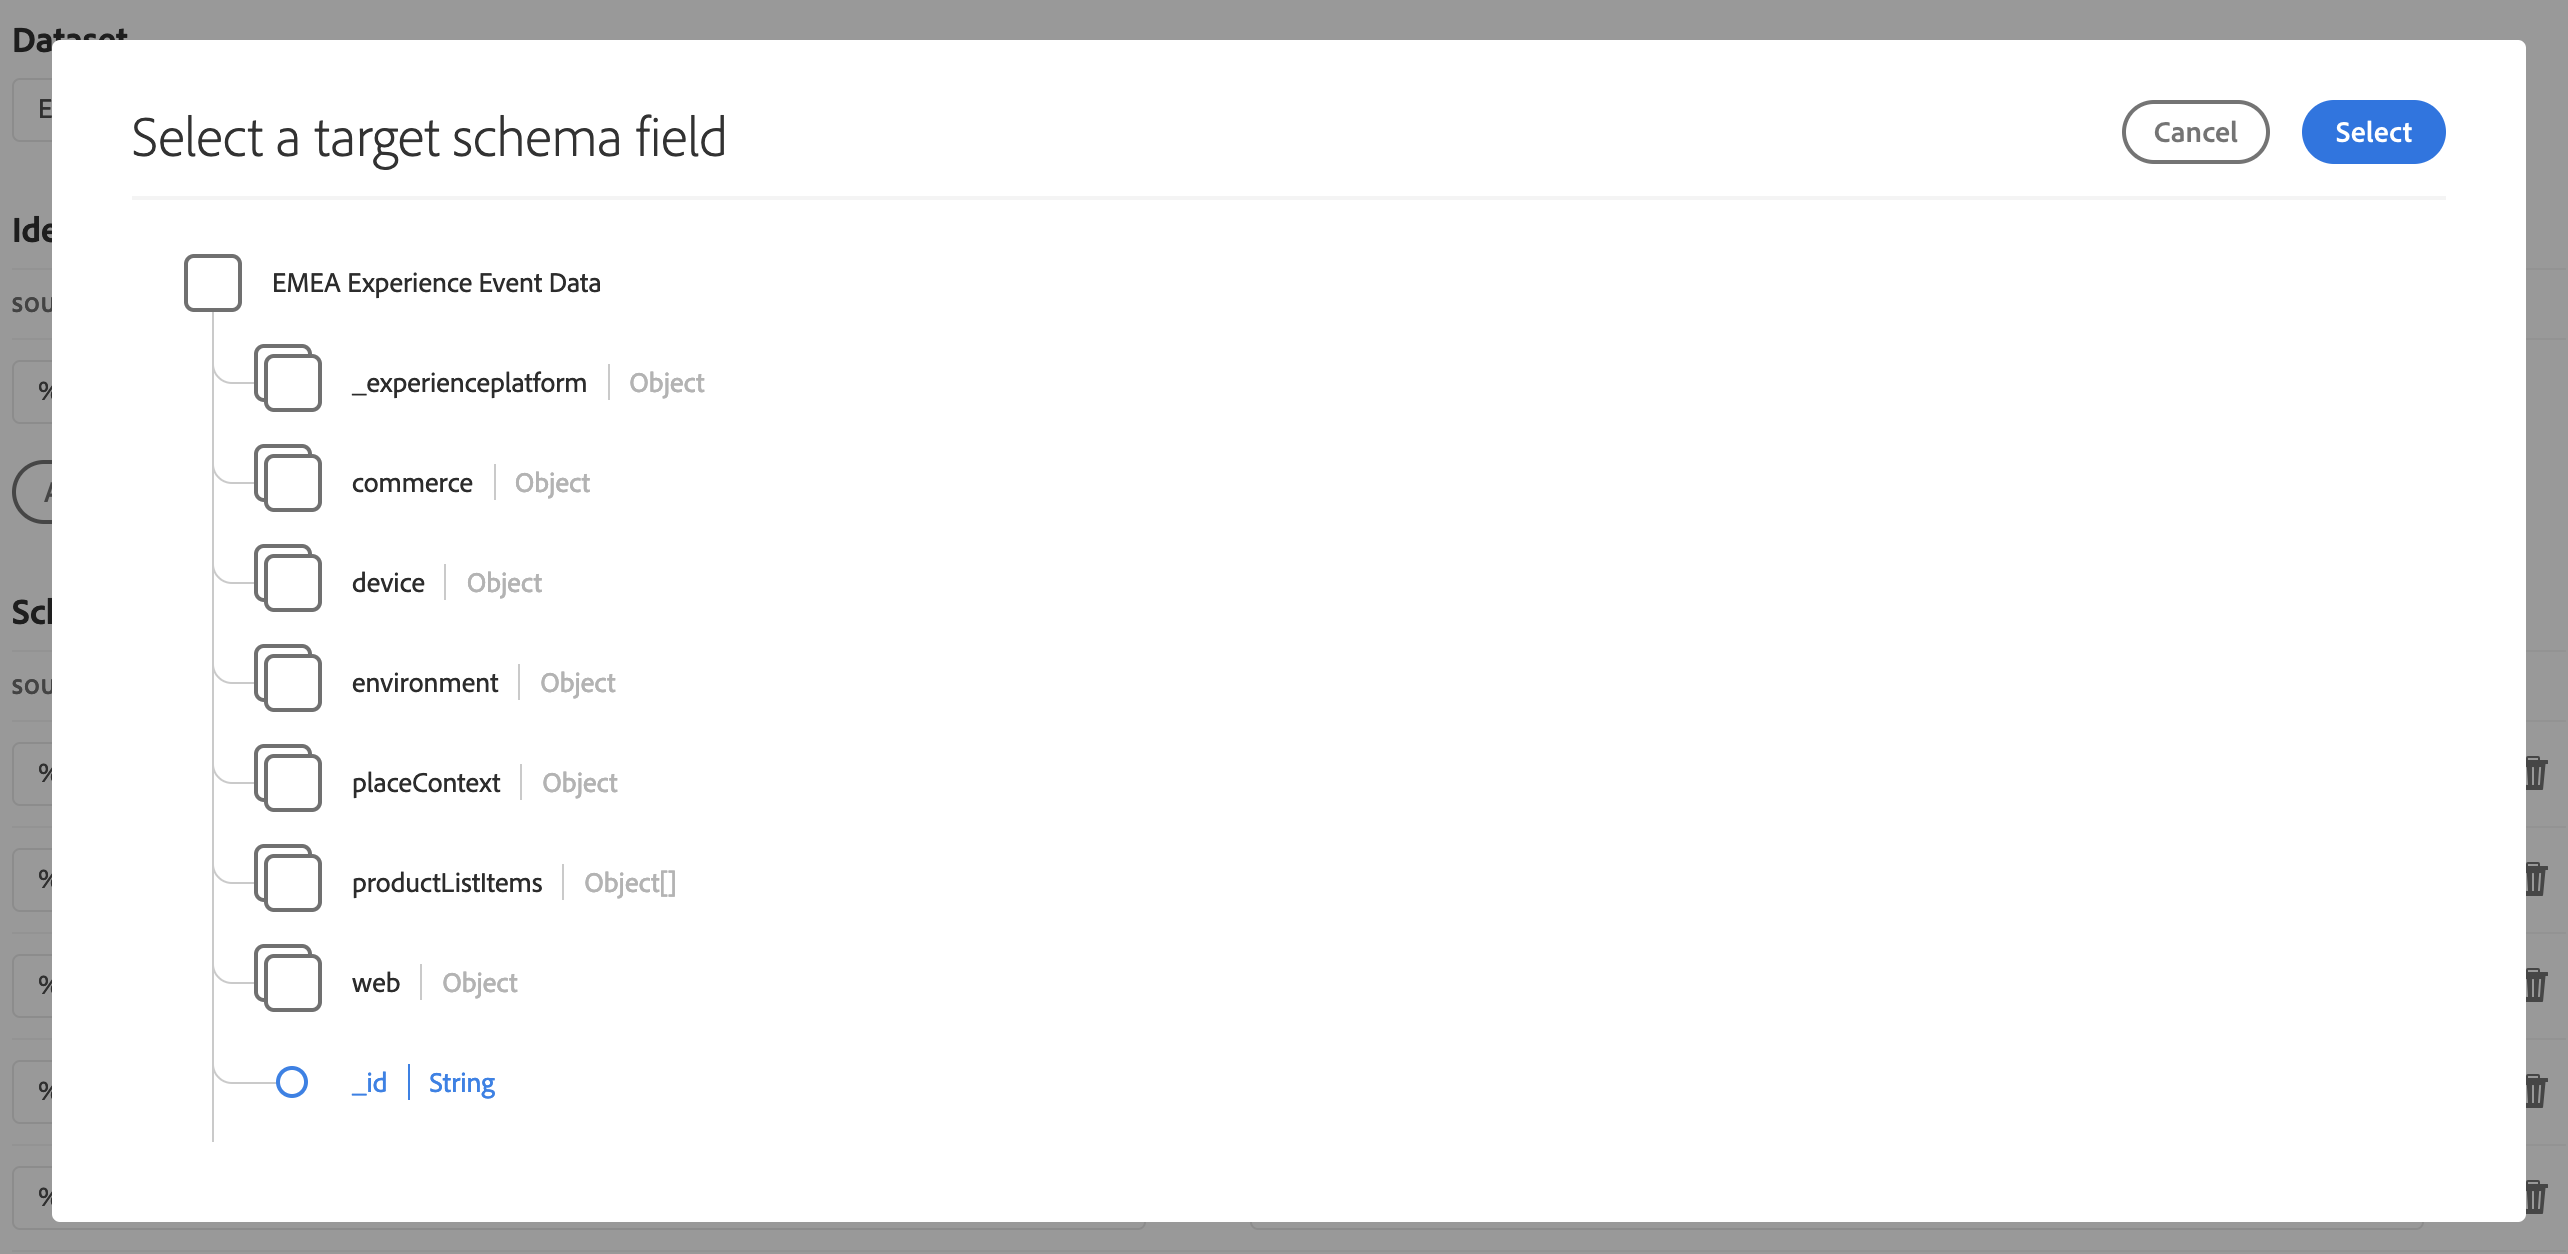 Dataset
Select a target schema field
Cancel
Select
EMEA Experience Event Data
_experienceplatform | Object
commerce | Object
device | Object
environment | Object
placeContext | Object
productListItems | Object[]
web | Object
_id | String